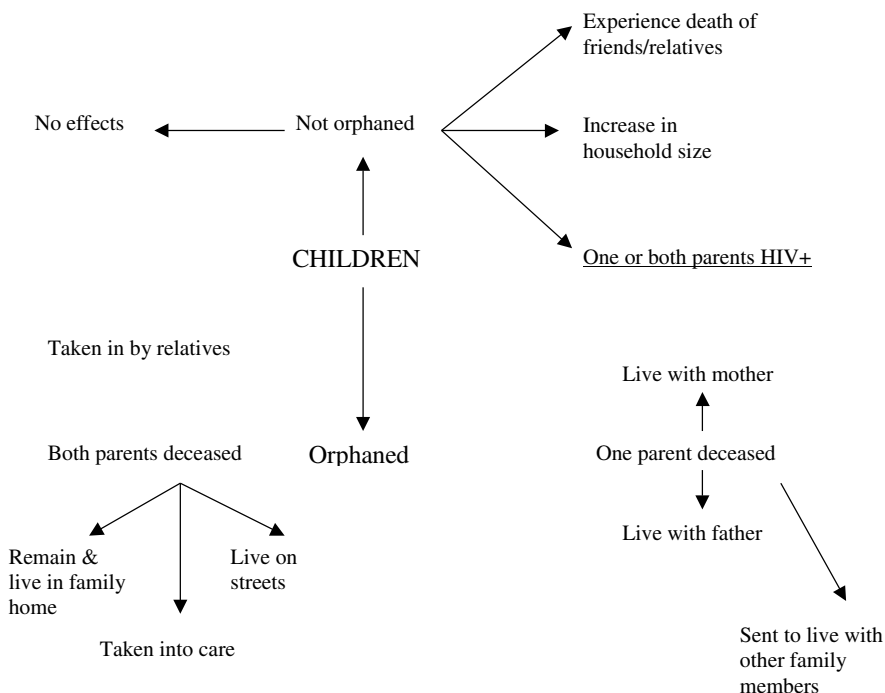 Experience death of
friends/relatives
No effects
Not orphaned
Increase in
household size
CHILDREN
One or both parents HIV+
Taken in by relatives
Live with mother
Both parents deceased
Orphaned
One parent deceased
Live with father
Remain &
live in family
home
Live on
streets
Taken into care
Sent to live with
other family
members